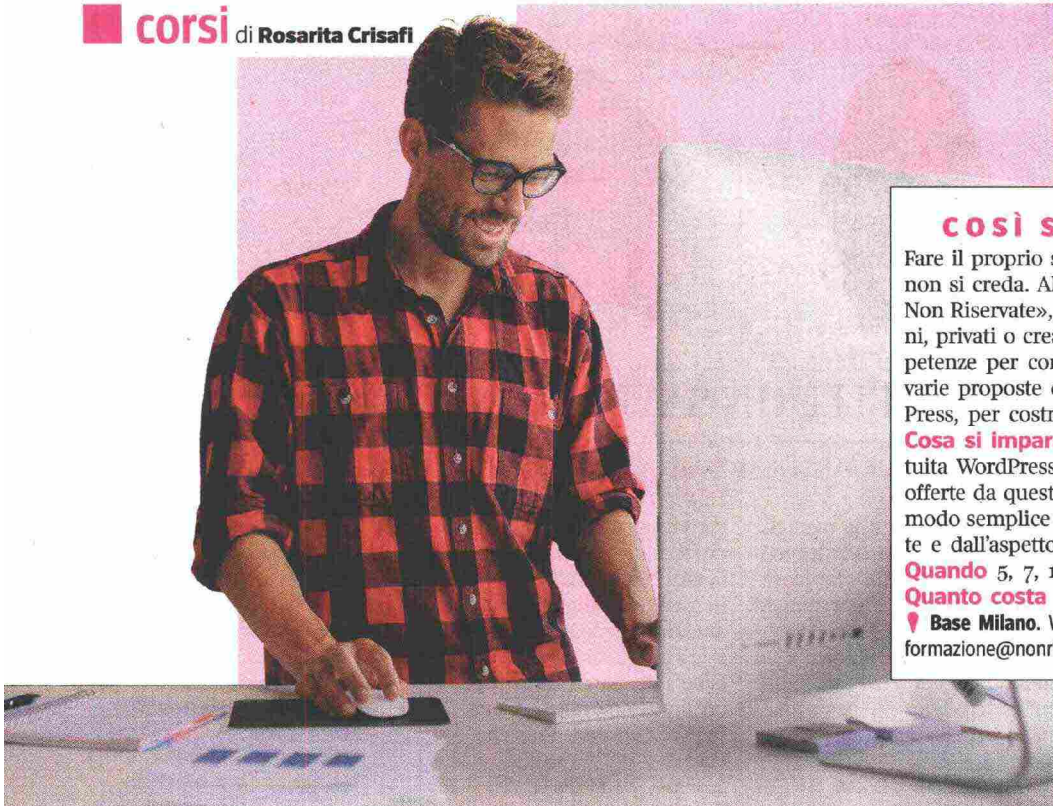 corsi di Rosarita Crisafi
così s
Fare il proprio s
non si creda. Al
Non Riservate»,
ni, privati o crea
petenze per con
varie proposte
Press, per costr
Cosa si impar
tuita WordPress
offerte da quest
modo semplice
te e dall'aspetto
Quando 5, 7, 1
Quanto costa
Base Milano. V
formazione@nonr